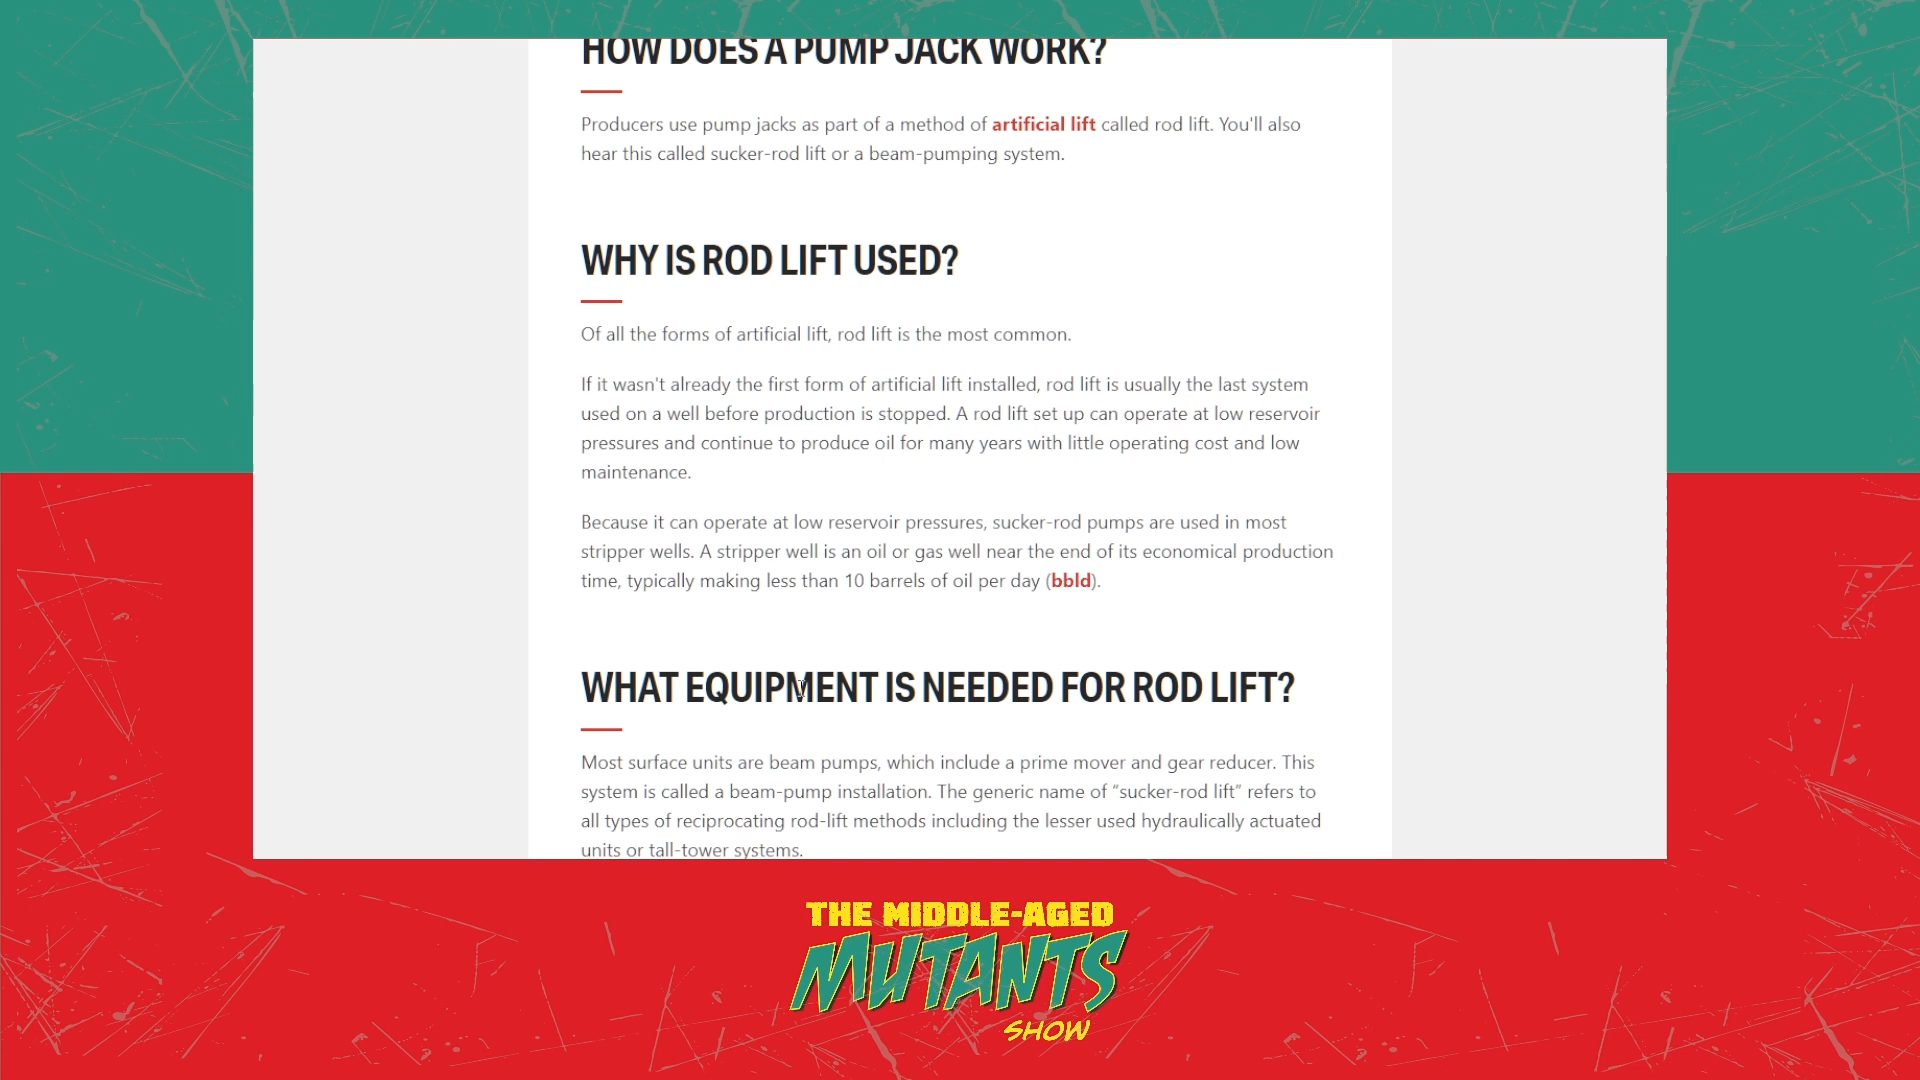 HOW DOES A PUMP JACK WORK?
Producers use pump jacks as part of a method of artificial lift called rod lift. You'll also
hear this called sucker-rod lift or a beam-pumping system.
WHY IS ROD LIFT USED?
Of all the forms of artificial lift, rod lift is the most common.
If it wasn't already the first form of artificial lift installed, rod lift is usually the last system
used on a well before production is stopped. A rod lift set up can operate at low reservoir
pressures and continue to produce oil for many years with little operating cost and low
maintenance.
Because it can operate at low reservoir pressures, sucker-rod pumps are used in most
stripper wells. A stripper well is an oil or gas well near the end of its economical production
time, typically making less than 10 barrels of oil per day (bbld).
WHAT EQUIPMENT IS NEEDED FOR ROD LIFT?
Most surface units are beam pumps, which include a prime mover and gear reducer. This
system is called a beam-pump installation. The generic name of “sucker-rod lift” refers to
all types of reciprocating rod-lift methods including the lesser used hydraulically actuated
units or tall-tower systems.
THE MIDDLE-AGED
MUTANTS
SHOW